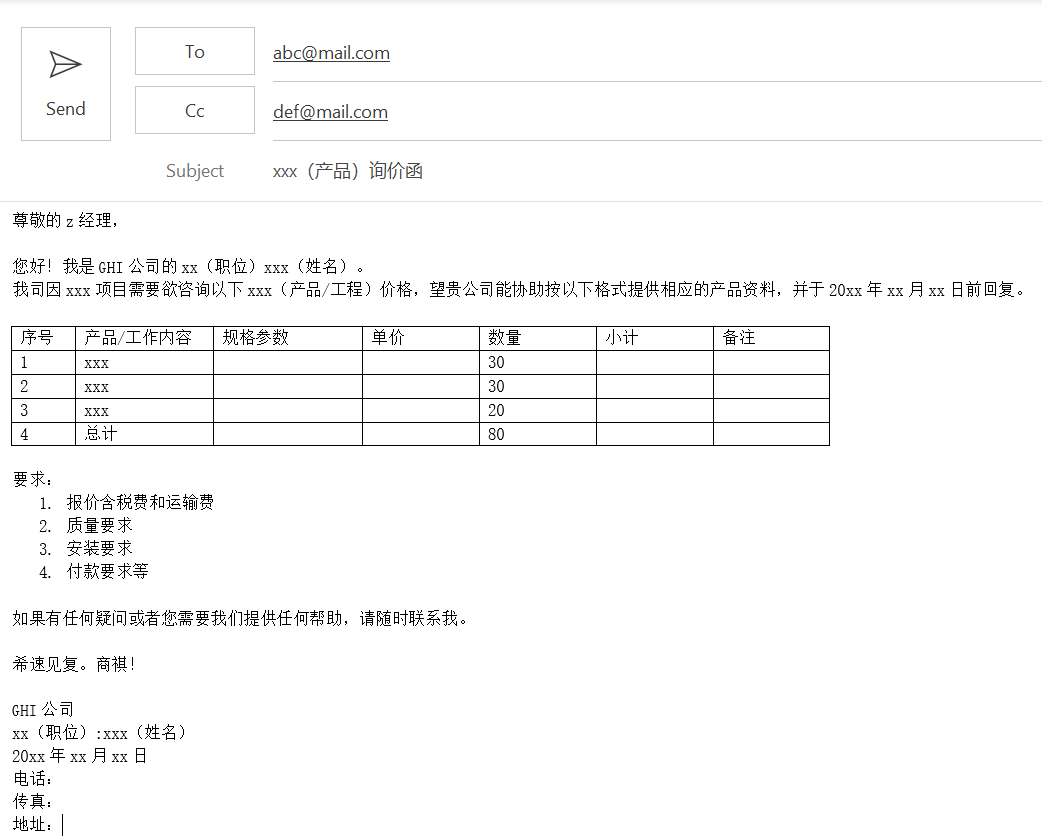 To abc@mail.com
Send
Cc def@mail.com
Subject xxx（产品）询价函
尊敬的 z 经理，
您好！我是 GHI 公司的 xx（职位）xxx（姓名）。
我司因 xxx 项目需要欲咨询以下 xxx（产品/工程）价格，望贵公司能协助按以下格式提供相应的产品资料，并于 20xx 年 xx 月 xx 日前回复。
序号 产品/工作内容 规格参数 单价 数量 小计 备注
1 xxx 30
2 xxx 30
3 xxx 20
4 总计 80
要求：
1. 报价含税费和运输费
2. 质量要求
3. 安装要求
4. 付款要求等
如果有任何疑问或者您需要我们提供任何帮助，请随时联系我。
希速见复。商祺！
GHI 公司
xx（职位）:xxx（姓名）
20xx 年 xx 月 xx 日
电话：
传真：
地址：